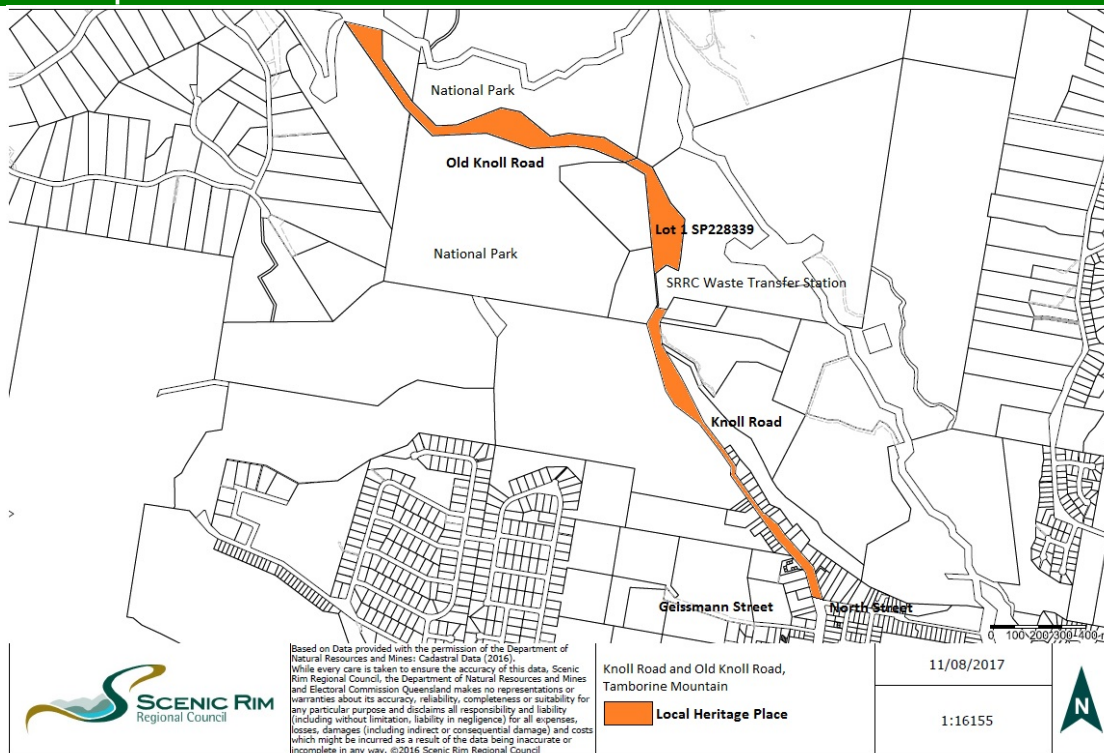 National Park
Old Knoll Road
Lot 1 SP228339
National Park
SRRC Waste Transfer Station
Knoll Road
Geissmann Street
North Street
0 100 200 300 400
SCENIC RIM
Regional Council
Based on Data provided with the permission of the Department of
Natural Resources and Mines: Cadastral Data (2016).
While every care is taken to ensure the accuracy of this data, Scenic
Rim Regional Council, the Department of Natural Resources and Mines
and Electoral Commission Queensland makes no representations or
warranties about its accuracy, reliability, completeness or suitability for
any particular purpose and disclaims all responsibility and liability
(including without limitation, liability in negligence) for all expenses,
losses, damages (including indirect or consequential damage) and costs
which might be incurred as a result of the data being inaccurate or
incomplete in any way. ©2016 Scenic Rim Regional Council
Knoll Road and Old Knoll Road,
Tamborine Mountain
Local Heritage Place
11/08/2017
1:16155
N